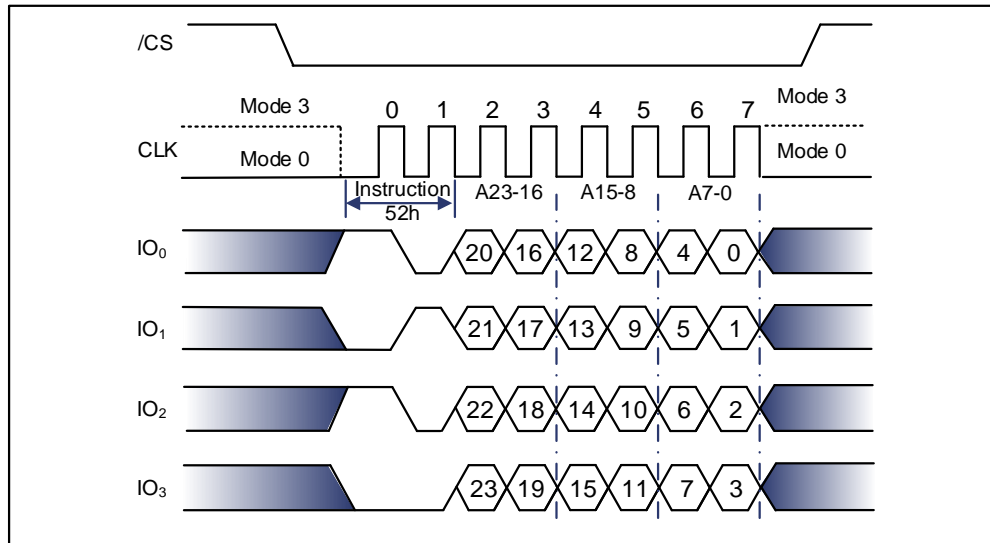 /CS
Mode 3
0 1 2 3 4 5 6 7
Mode 3
CLK
Mode 0
Mode 0
Instruction
52h
A23-16
A15-8
A7-0
IO₀
20 16 12 8 4 0
IO₁
21 17 13 9 5 1
IO₂
22 18 14 10 6 2
IO₃
23 19 15 11 7 3